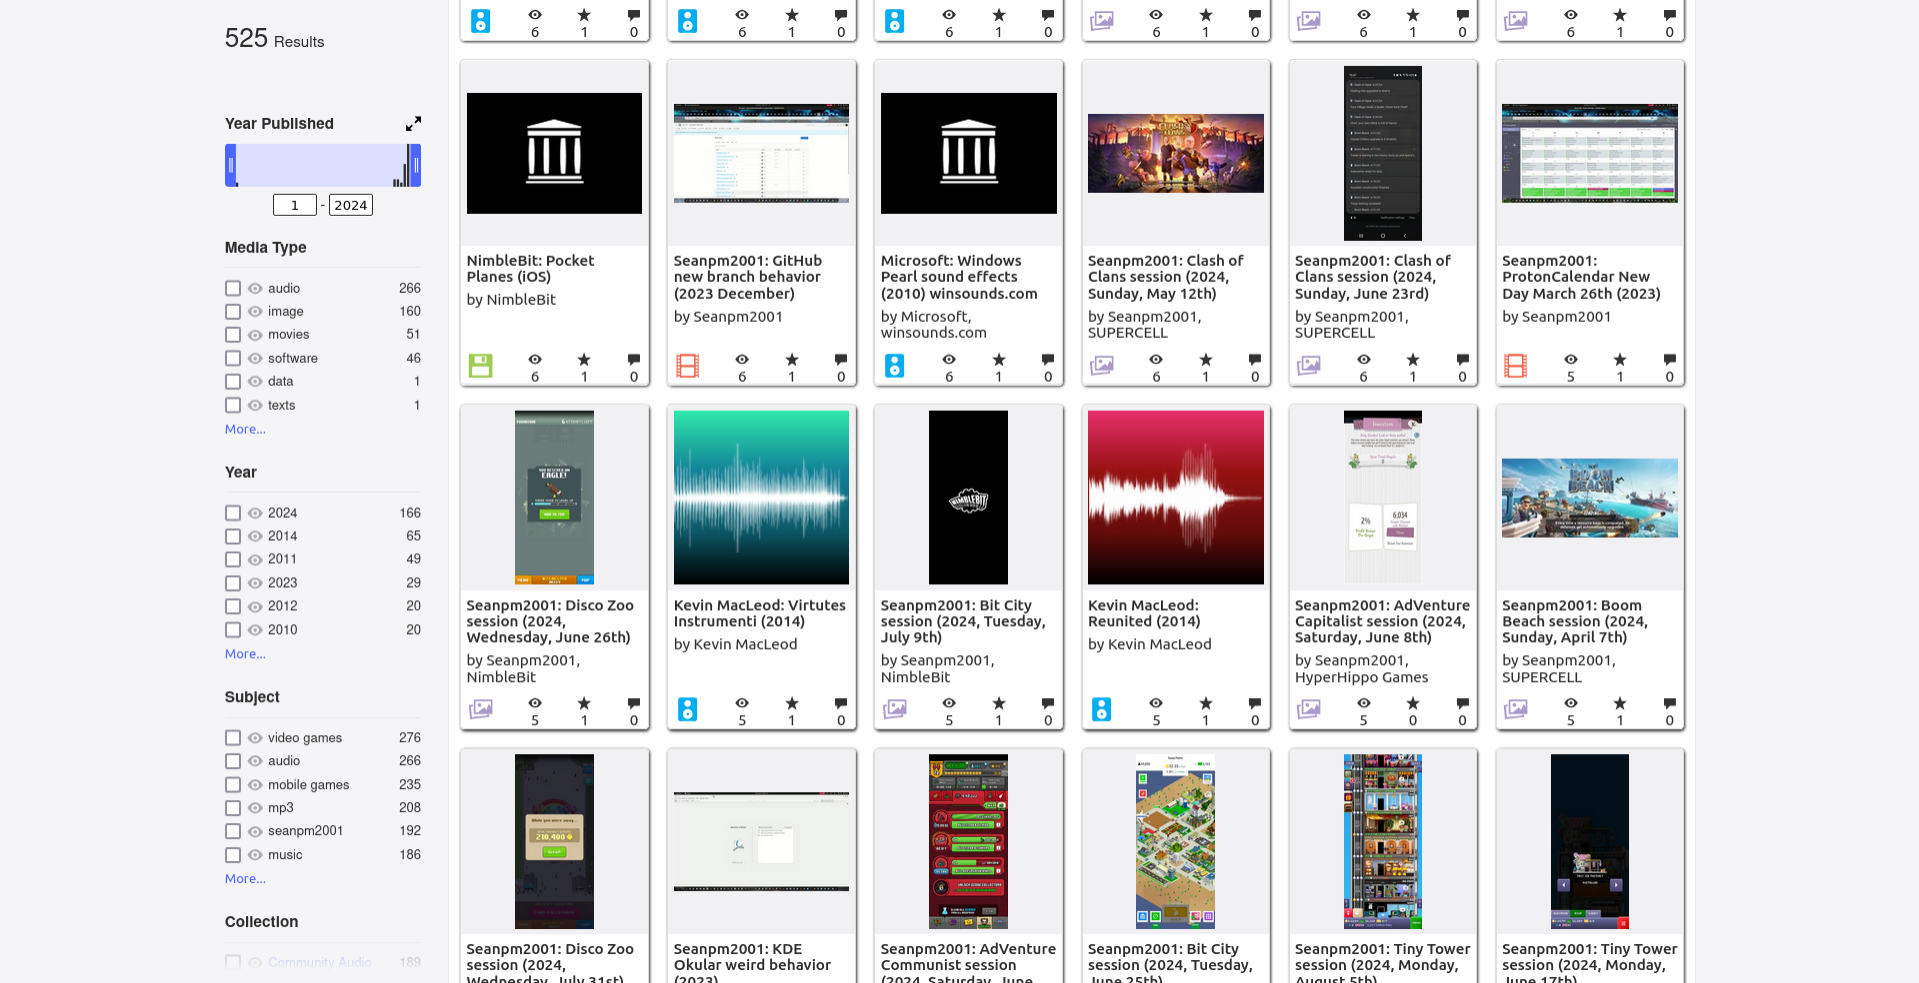 525 Results
Year Published
1 - 2024
Media Type
audio 266
image 160
movies 51
software 46
data 1
texts 1
More...
Year
2024 166
2014 65
2011 49
2023 29
2012 20
2010 20
More...
Subject
video games 276
audio 266
mobile games 235
mp3 208
seanpm2001 192
music 186
More...
Collection
Community Audio 189
6 1 0
6 1 0
6 1 0
6 1 0
6 1 0
6 1 0
NimbleBit: Pocket
Planes (iOS)
by NimbleBit
6 1 0
Seanpm2001: GitHub
new branch behavior
(2023 December)
by Seanpm2001
6 1 0
Microsoft: Windows
Pearl sound effects
(2010) winsounds.com
by Microsoft,
winsounds.com
6 1 0
Seanpm2001: Clash of
Clans session (2024,
Sunday, May 12th)
by Seanpm2001,
SUPERCELL
6 1 0
Seanpm2001: Clash of
Clans session (2024,
Sunday, June 23rd)
by Seanpm2001,
SUPERCELL
6 1 0
Seanpm2001:
ProtonCalendar New
Day March 26th (2023)
by Seanpm2001
5 1 0
EAGLE!
Seanpm2001: Disco Zoo
session (2024,
Wednesday, June 26th)
by Seanpm2001,
NimbleBit
5 1 0
Kevin MacLeod: Virtutes
Instrumenti (2014)
by Kevin MacLeod
5 1 0
NIMBLEBIT
Seanpm2001: Bit City
session (2024, Tuesday,
July 9th)
by Seanpm2001,
NimbleBit
5 1 0
Kevin MacLeod:
Reunited (2014)
by Kevin MacLeod
5 1 0
2%
6,034
Seanpm2001: AdVenture
Capitalist session (2024,
Saturday, June 8th)
by Seanpm2001,
HyperHippo Games
5 0 0
BOOM
BEACH
Seanpm2001: Boom
Beach session (2024,
Sunday, April 7th)
by Seanpm2001,
SUPERCELL
5 1 0
While you were away...
210,400
Seanpm2001: Disco Zoo
session (2024,
Wednesday, July 31st)
Seanpm2001: KDE
Okular weird behavior
(2023)
Seanpm2001: AdVenture
Communist session
(2024, Saturday, June
Seanpm2001: Bit City
session (2024, Tuesday,
June 25th)
Seanpm2001: Tiny Tower
session (2024, Monday,
August 5th)
Seanpm2001: Tiny Tower
session (2024, Monday,
June 17th)